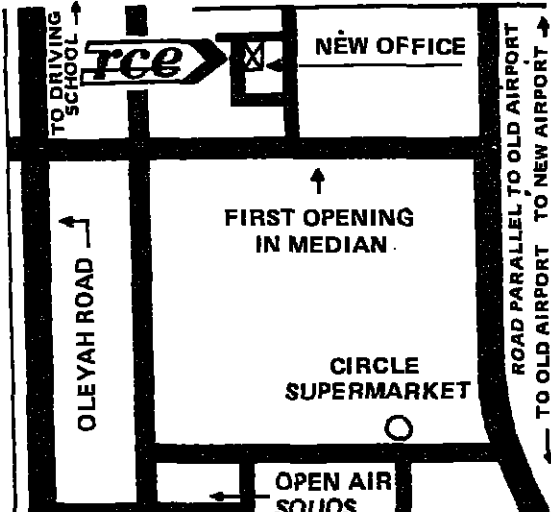 TO DRIVING
SCHOOL
rce
NEW OFFICE
FIRST OPENING
IN MEDIAN
OLEYAH ROAD
ROAD PARALLEL TO OLD AIRPORT
TO OLD AIRPORT TO NEW AIRPORT
CIRCLE
SUPERMARKET
OPEN AIR
SOUQS